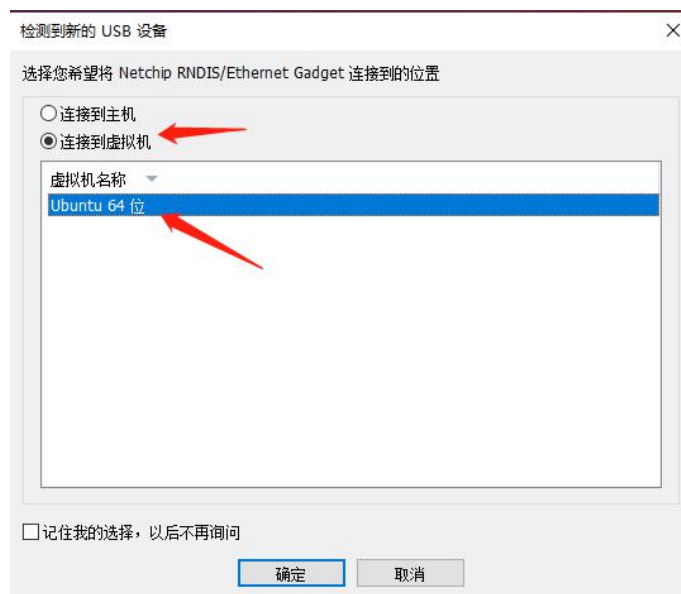 检测到新的 USB 设备
选择您希望将 Netchip RNDIS/Ethernet Gadget 连接到的位置
连接到主机
连接到虚拟机
虚拟机名称
Ubuntu 64 位
记住我的选择，以后不再询问
确定
取消